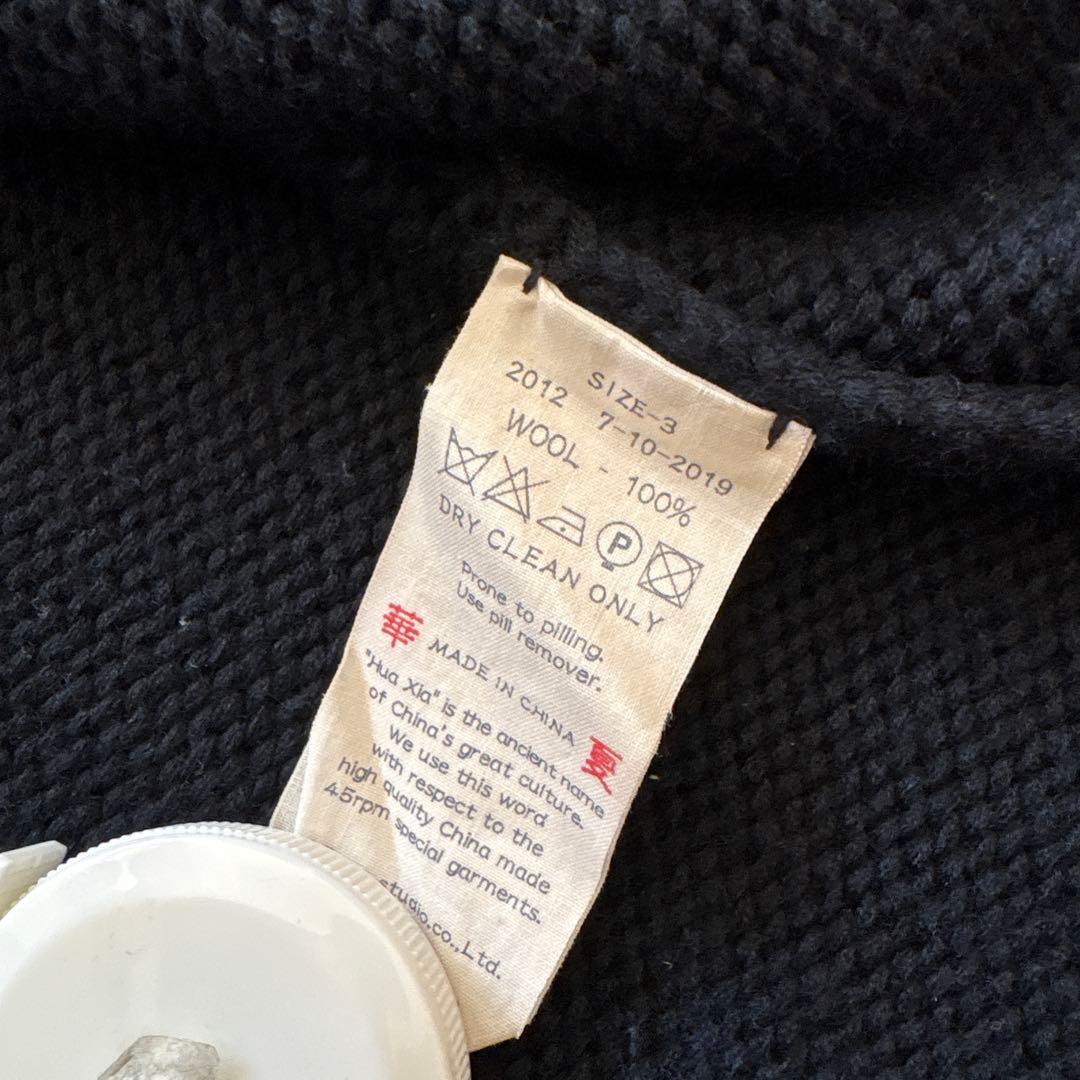 SIZE-3
2012 7-10-2019
WOOL - 100%
P
DRY CLEAN ONLY
Prone to pilling.
Use pill remover.
華 MADE IN CHINA 夏
"Hua Xia" is the ancient name
of China's great culture.
We use this word
with respect to the
high quality China made
45rpm special garments.
studio.co.,Ltd.